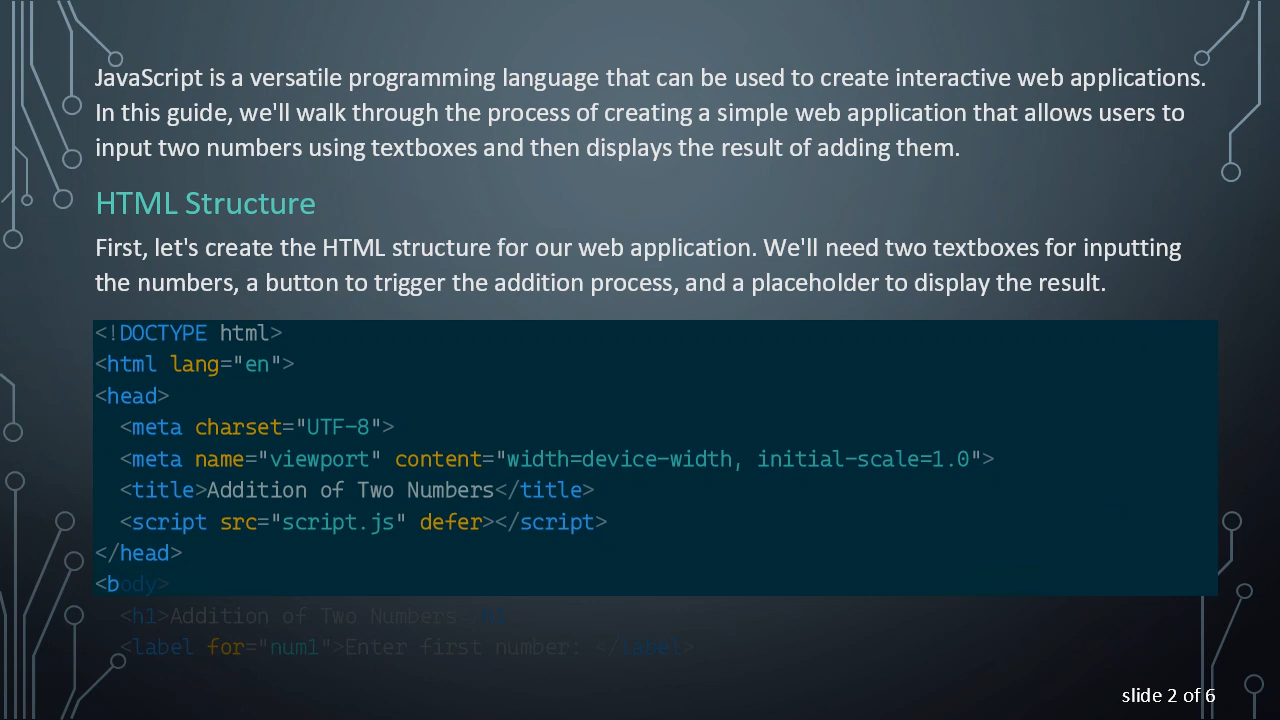 JavaScript is a versatile programming language that can be used to create interactive web applications.
In this guide, we'll walk through the process of creating a simple web application that allows users to
input two numbers using textboxes and then displays the result of adding them.
HTML Structure
First, let's create the HTML structure for our web application. We'll need two textboxes for inputting
the numbers, a button to trigger the addition process, and a placeholder to display the result.
<!DOCTYPE html>
<html lang="en">
<head>
  <meta charset="UTF-8">
  <meta name="viewport" content="width=device-width, initial-scale=1.0">
  <title>Addition of Two Numbers</title>
  <script src="script.js" defer></script>
</head>
<body>
  <h1>Addition of Two Numbers
  <label for="num1">Enter first number: </label>
slide 2 of 6